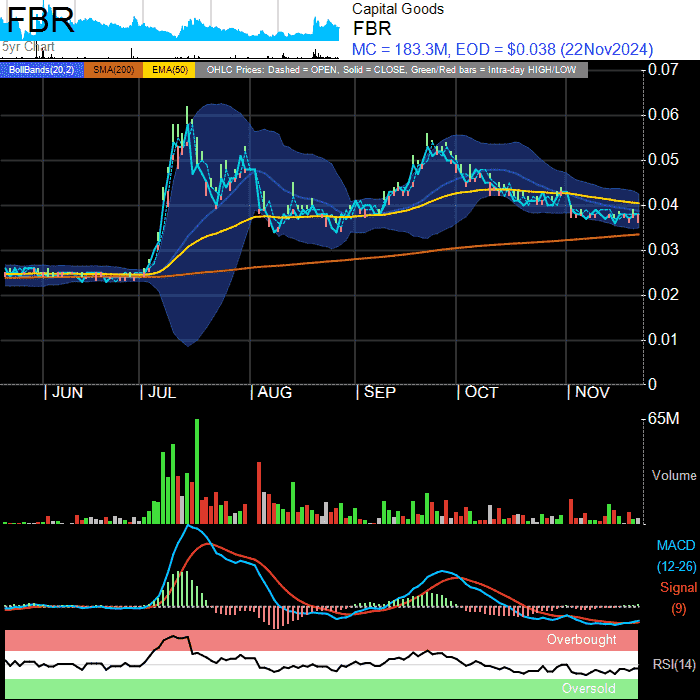 FBR
5yr Chart
Capital Goods
FBR
MC = 183.3M, EOD = $0.038 (22Nov2024)
BollBands(20,2) SMA(200) EMA(50) OHLC Prices: Dashed = OPEN, Solid = CLOSE, Green/Red bars = Intra-day HIGH/LOW
0.07
0.06
0.05
0.04
0.03
0.02
0.01
0
| JUN | JUL | AUG | SEP | OCT | NOV
65M
Volume
MACD
(12-26)
Signal
(9)
Overbought
RSI(14)
Oversold